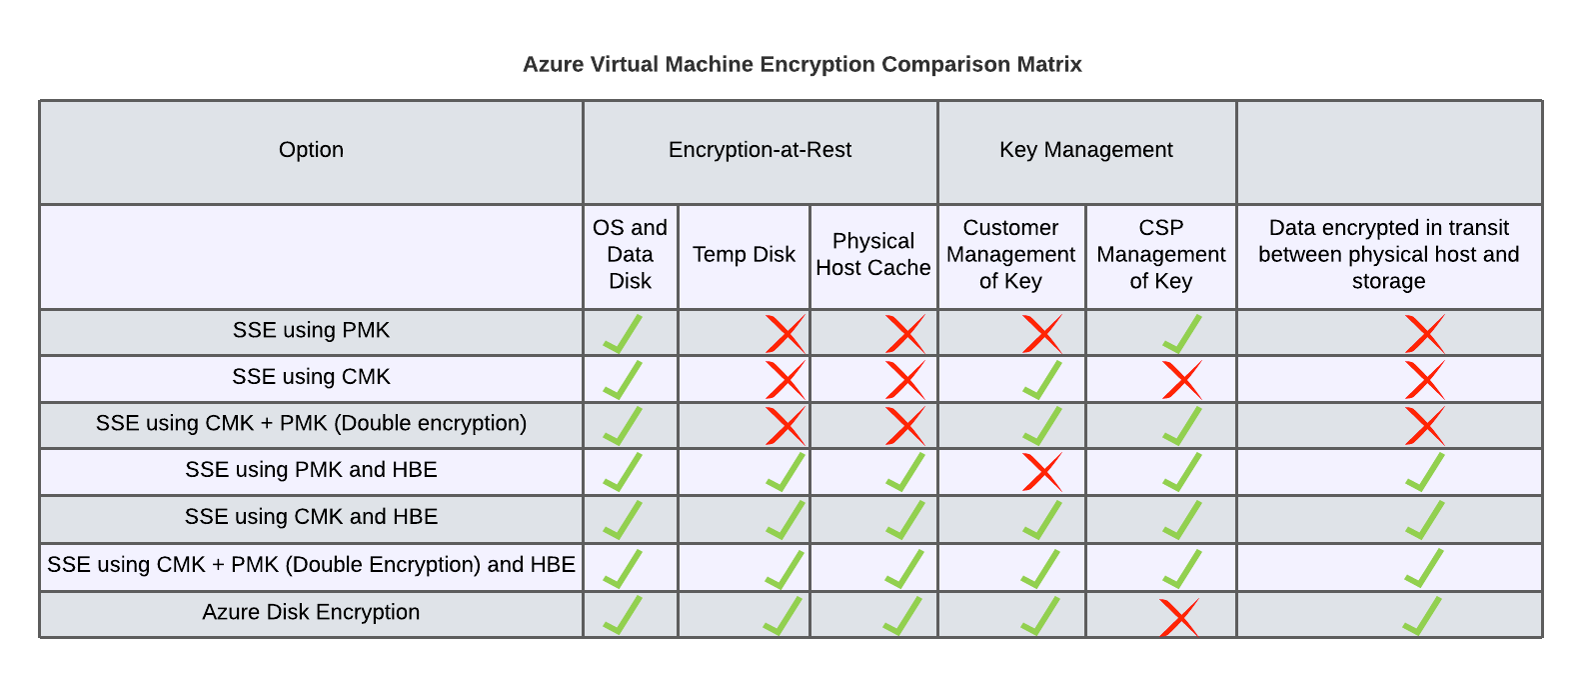 Azure Virtual Machine Encryption Comparison Matrix
Option
Encryption-at-Rest
Key Management
OS and
Data
Disk
Temp Disk
Physical
Host Cache
Customer
Management
of Key
CSP
Management
of Key
Data encrypted in transit
between physical host and
storage
SSE using PMK
SSE using CMK
SSE using CMK + PMK (Double encryption)
SSE using PMK and HBE
SSE using CMK and HBE
SSE using CMK + PMK (Double Encryption) and HBE
Azure Disk Encryption